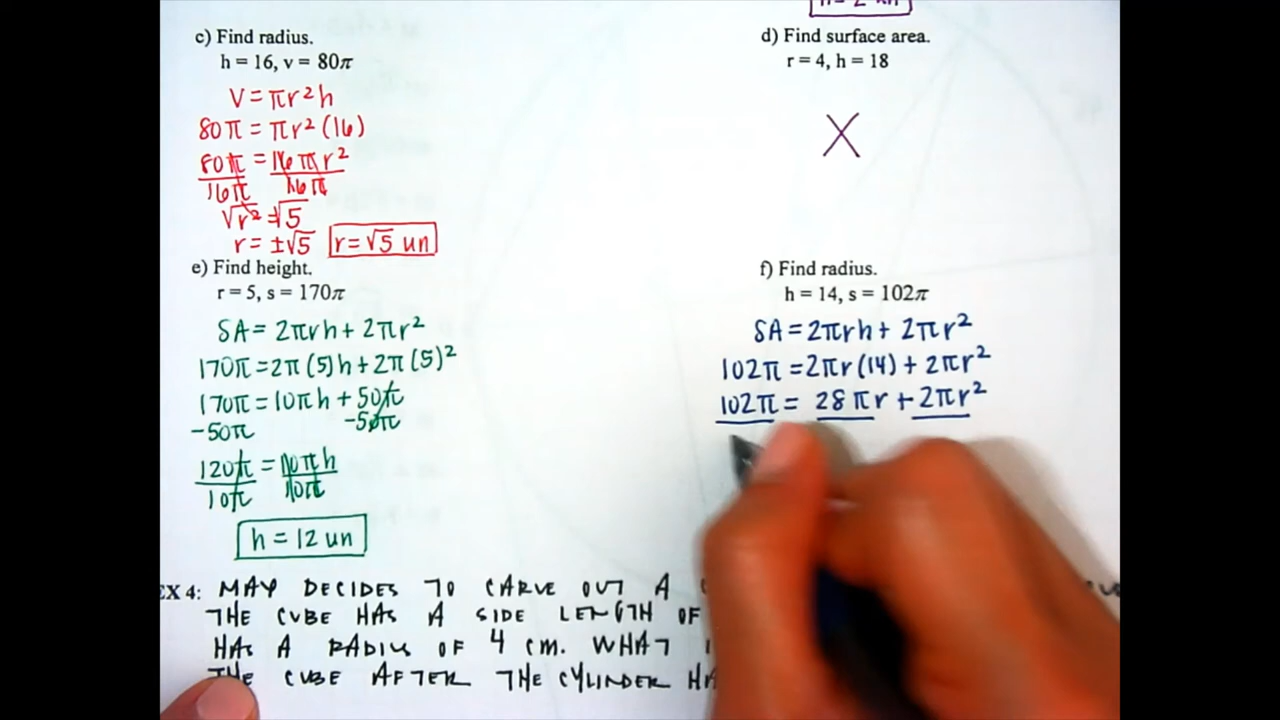 c) Find radius.
h = 16, v = 80π
V = πr²h
80π = πr²(16)
80π = 16πr²
16π 16π
√r² = √5
r = ±√5 r = √5 un
d) Find surface area.
r = 4, h = 18
X
e) Find height.
r = 5, s = 170π
SA = 2πrh + 2πr²
170π = 2π(5)h + 2π(5)²
170π = 10πh + 50π
-50π -50π
120π = 10πh
10π 10π
h = 12 un
f) Find radius.
h = 14, s = 102π
SA = 2πrh + 2πr²
102π = 2πr(14) + 2πr²
102π = 28πr + 2πr²
EX 4: MAY DECIDES TO CARVE OUT A
THE CUBE HAS A SIDE LENGTH OF
HAS A RADIUS OF 4 CM. WHAT
THE CUBE AFTER THE CYLINDER